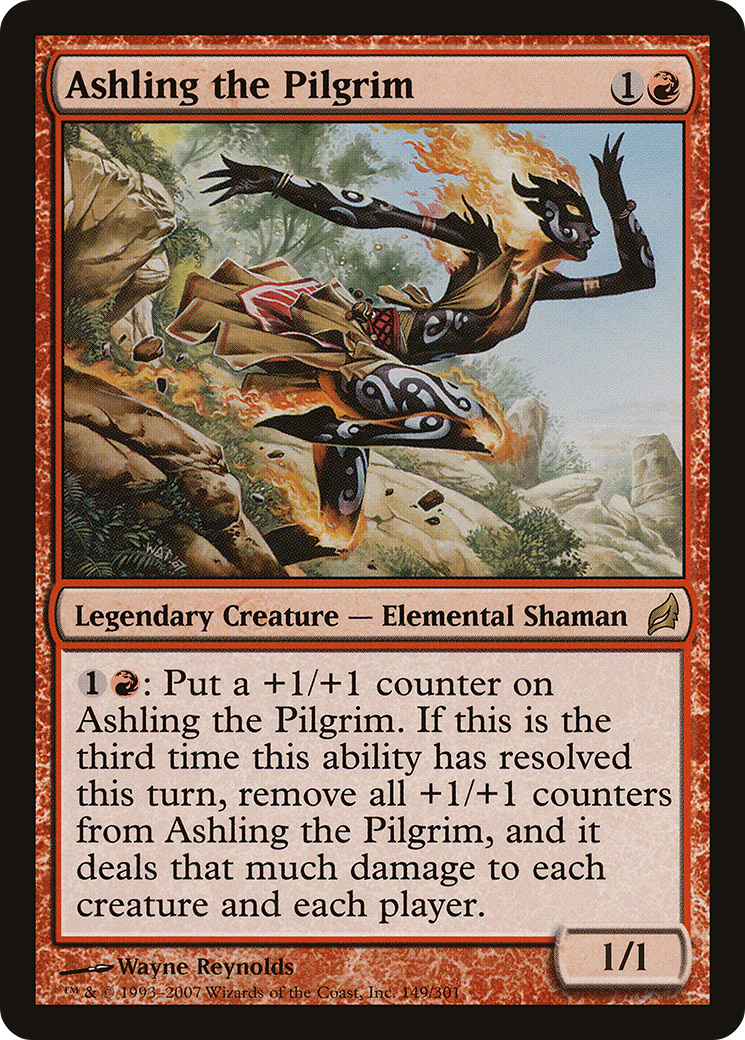 Ashling the Pilgrim 1
Legendary Creature — Elemental Shaman
1 : Put a +1/+1 counter on
Ashling the Pilgrim. If this is the
third time this ability has resolved
this turn, remove all +1/+1 counters
from Ashling the Pilgrim, and it
deals that much damage to each
creature and each player.
1/1
Wayne Reynolds
™ & © 1993–2007 Wizards of the Coast, Inc. 149/301